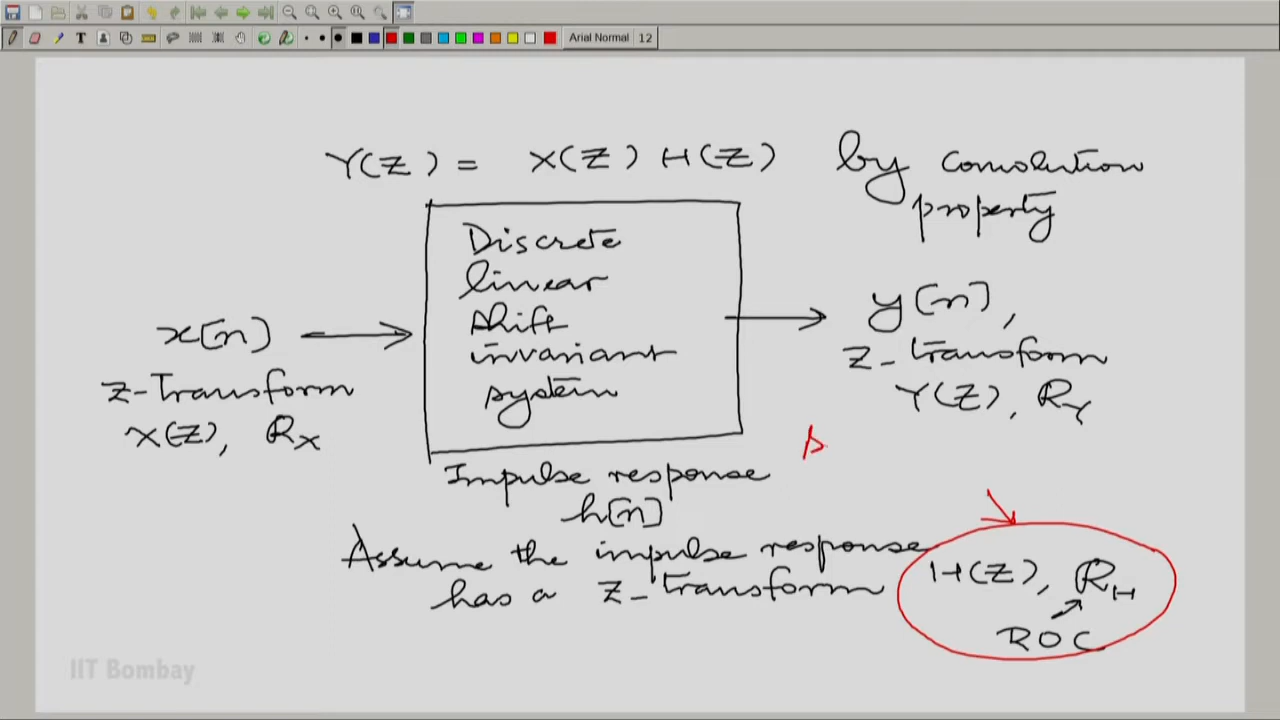 Arial Normal 12
Y(Z) = X(Z) H(Z) by convolution
property
Discrete
linear
shift
invariant
system
x[n]
z-Transform
X(Z), RX
y[n],
z-transform
Y(Z), RY
Impulse response
h[n]
Assume the impulse response
has a z-transform
H(Z), RH
ROC
IIT Bombay